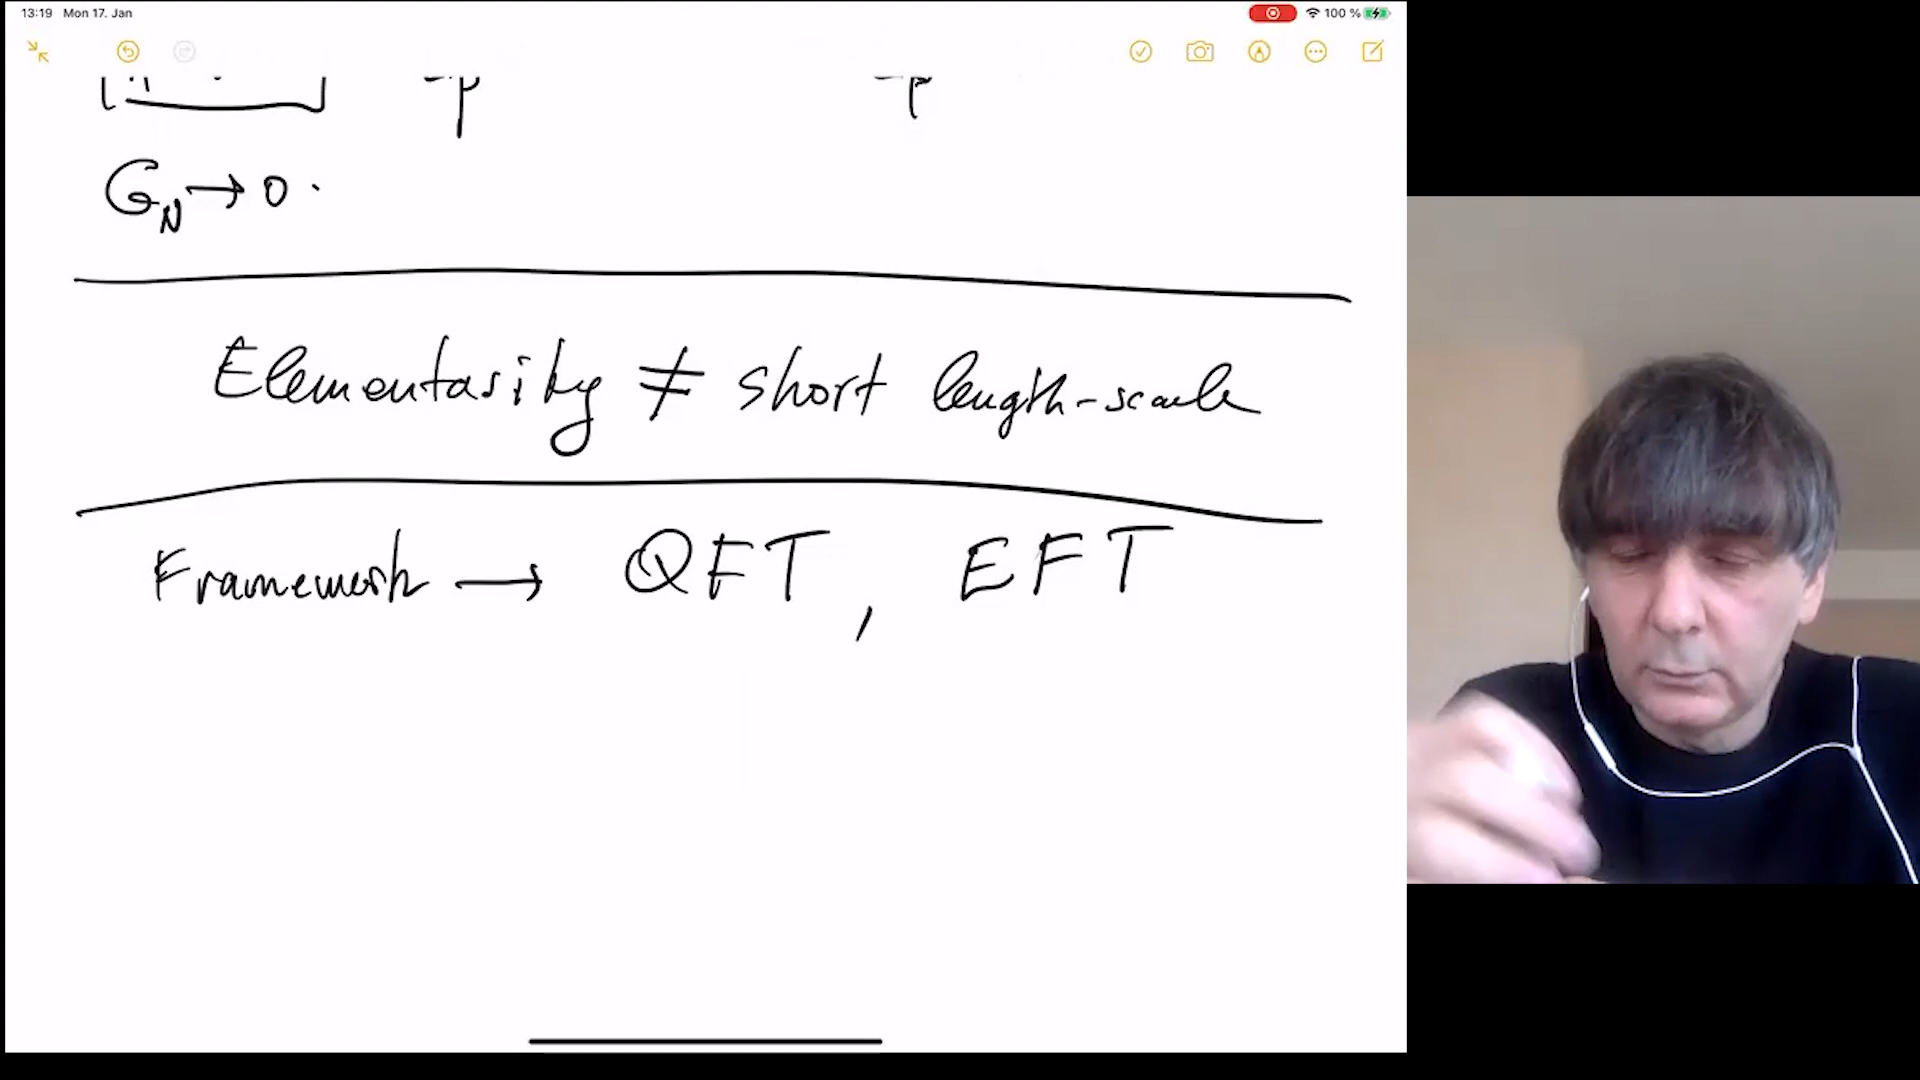 13:19 Mon 17. Jan 100 %
G_N → 0.
Elementarity ≠ short length-scale
Framework → QFT, EFT